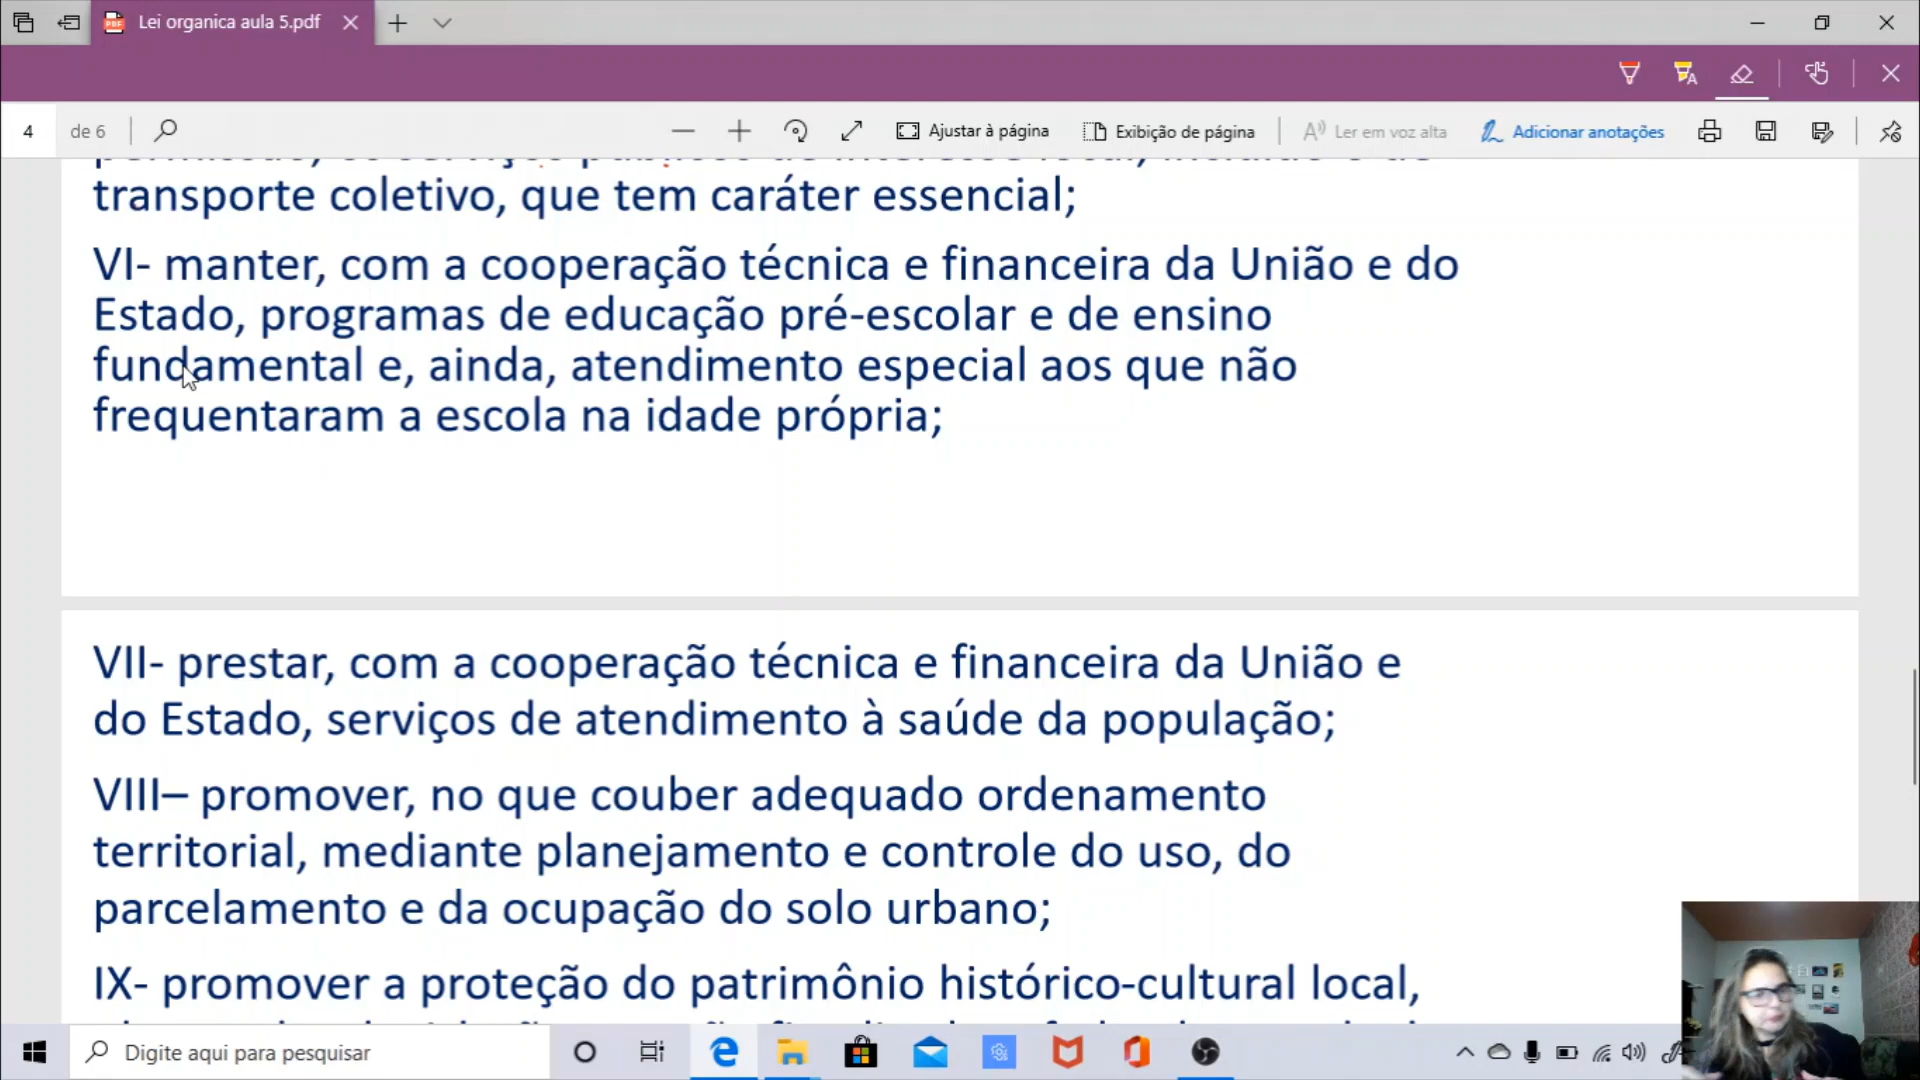 Lei organica aula 5.pdf
4 de 6 Ajustar à página Exibição de página Ler em voz alta Adicionar anotações
transporte coletivo, que tem caráter essencial;
VI- manter, com a cooperação técnica e financeira da União e do
Estado, programas de educação pré-escolar e de ensino
fundamental e, ainda, atendimento especial aos que não
frequentaram a escola na idade própria;
VII- prestar, com a cooperação técnica e financeira da União e
do Estado, serviços de atendimento à saúde da população;
VIII– promover, no que couber adequado ordenamento
territorial, mediante planejamento e controle do uso, do
parcelamento e da ocupação do solo urbano;
IX- promover a proteção do patrimônio histórico-cultural local,
Digite aqui para pesquisar